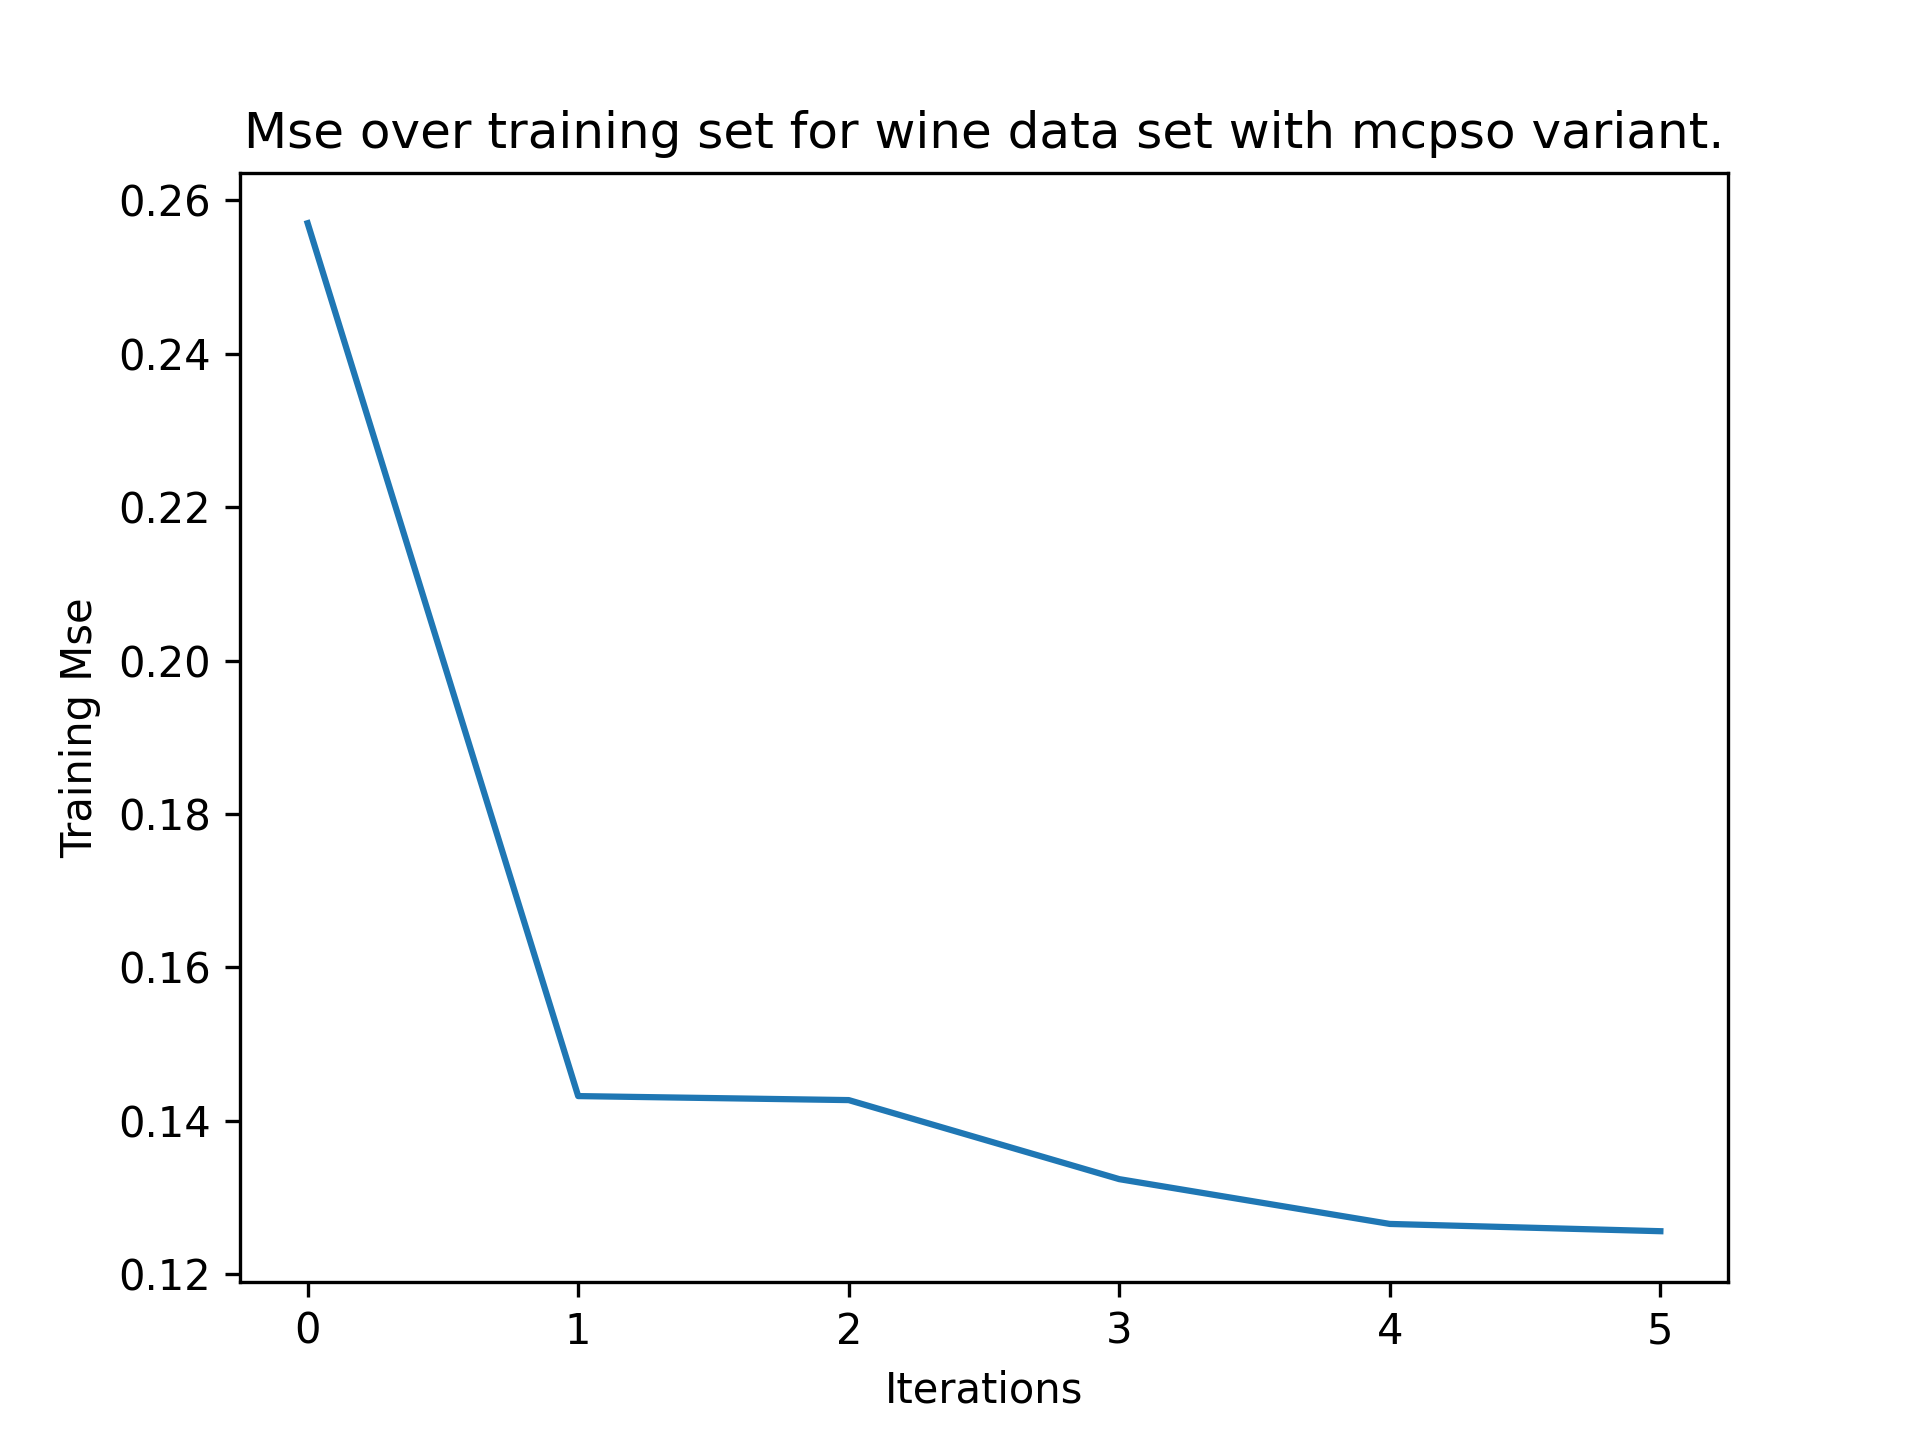 Mse over training set for wine data set with mcpso variant.
0.26
0.24
0.22
0.20
0.18
0.16
0.14
0.12
Training Mse
0 1 2 3 4 5
Iterations